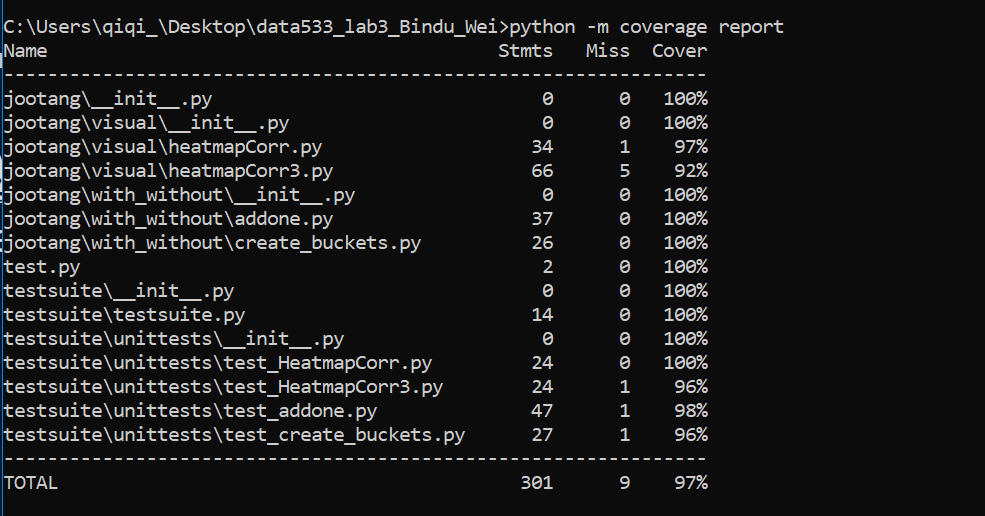 C:\Users\qiqi_\Desktop\data533_lab3_Bindu_Wei>python -m coverage report
Name                                        Stmts   Miss  Cover
---------------------------------------------------------------
jootang\__init__.py                             0      0   100%
jootang\visual\__init__.py                      0      0   100%
jootang\visual\heatmapCorr.py                  34      1    97%
jootang\visual\heatmapCorr3.py                 66      5    92%
jootang\with_without\__init__.py                0      0   100%
jootang\with_without\addone.py                 37      0   100%
jootang\with_without\create_buckets.py         26      0   100%
test.py                                         2      0   100%
testsuite\__init__.py                           0      0   100%
testsuite\testsuite.py                         14      0   100%
testsuite\unittests\__init__.py                 0      0   100%
testsuite\unittests\test_HeatmapCorr.py        24      0   100%
testsuite\unittests\test_HeatmapCorr3.py       24      1    96%
testsuite\unittests\test_addone.py             47      1    98%
testsuite\unittests\test_create_buckets.py     27      1    96%
---------------------------------------------------------------
TOTAL                                         301      9    97%